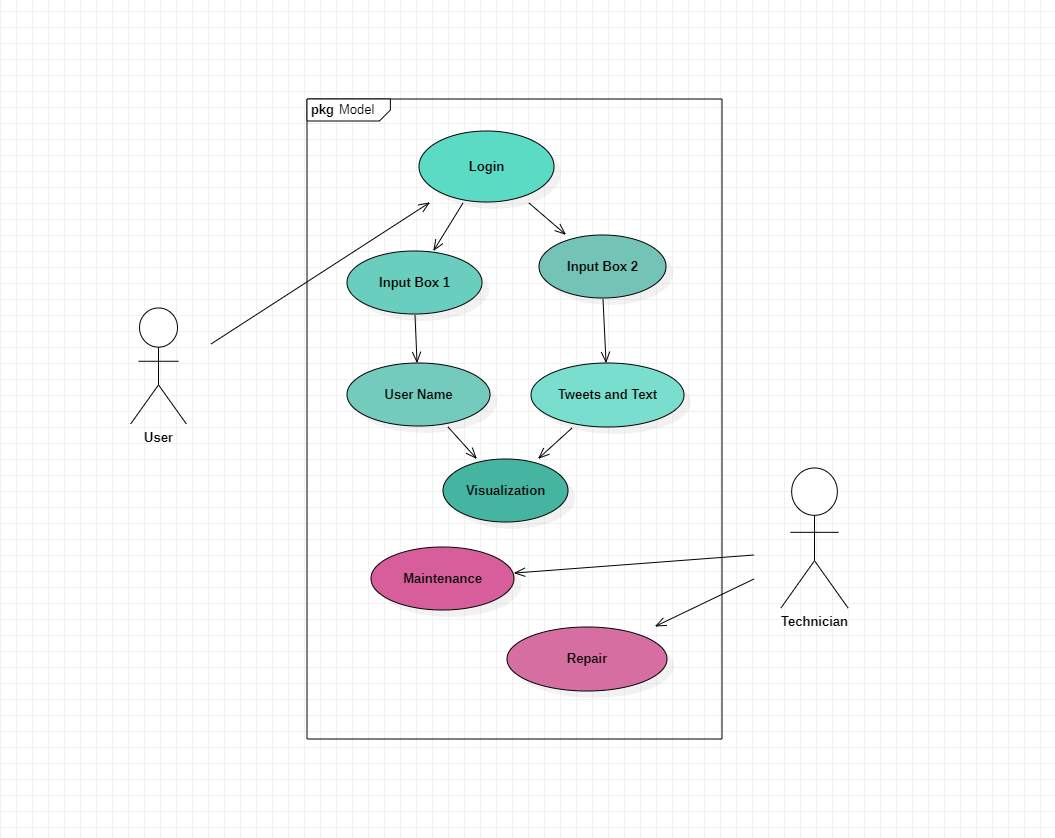 pkg Model
Login
Input Box 1
Input Box 2
User Name
Tweets and Text
User
Visualization
Maintenance
Technician
Repair